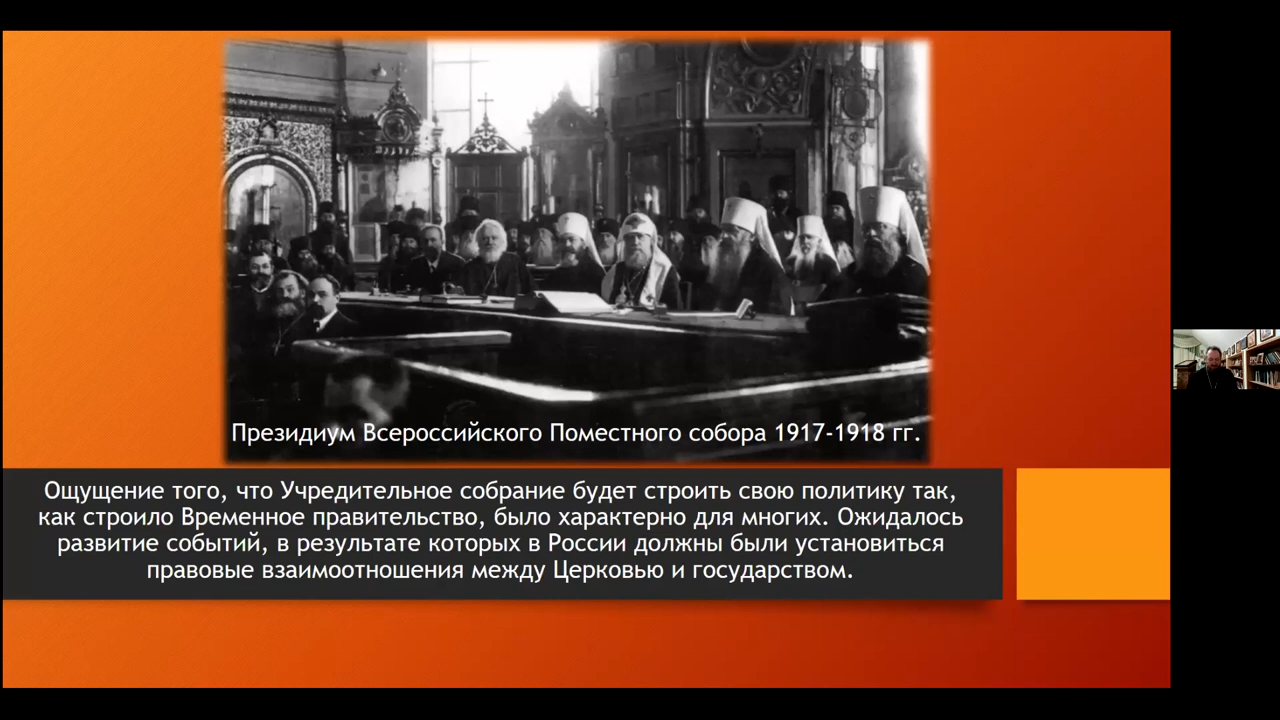 Президиум Всероссийского Поместного собора 1917-1918 гг.
Ощущение того, что Учредительное собрание будет строить свою политику так,
как строило Временное правительство, было характерно для многих. Ожидалось
развитие событий, в результате которых в России должны были установиться
правовые взаимоотношения между Церковью и государством.